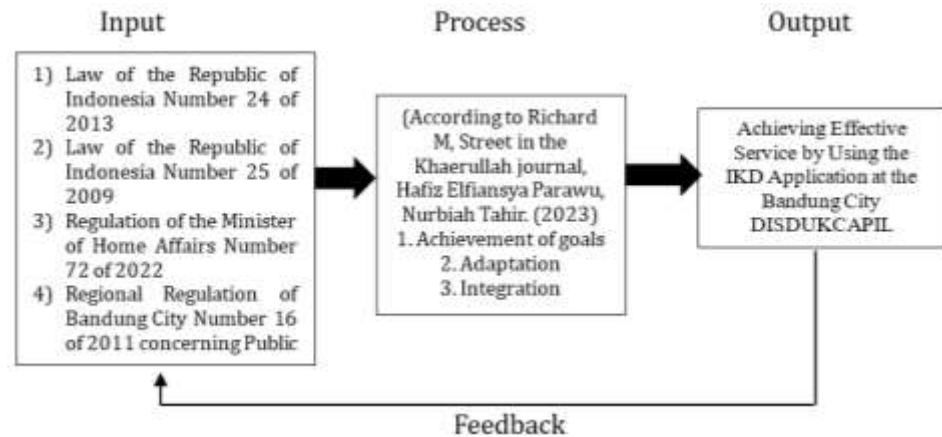 Input
Process
Output
1) Law of the Republic of
Indonesia Number 24 of
2013
2) Law of the Republic of
Indonesia Number 25 of
2009
3) Regulation of the Minister
of Home Affairs Number
72 of 2022
4) Regional Regulation of
Bandung City Number 16
of 2011 concerning Public
(According to Richard
M, Street in the
Khaerullah journal,
Hafiz Elfiansya Parawu,
Nurbiah Tahir. (2023)
1. Achievement of goals
2. Adaptation
3. Integration
Achieving Effective
Service by Using the
IKD Application at the
Bandung City
DISDUKCAPIL
Feedback